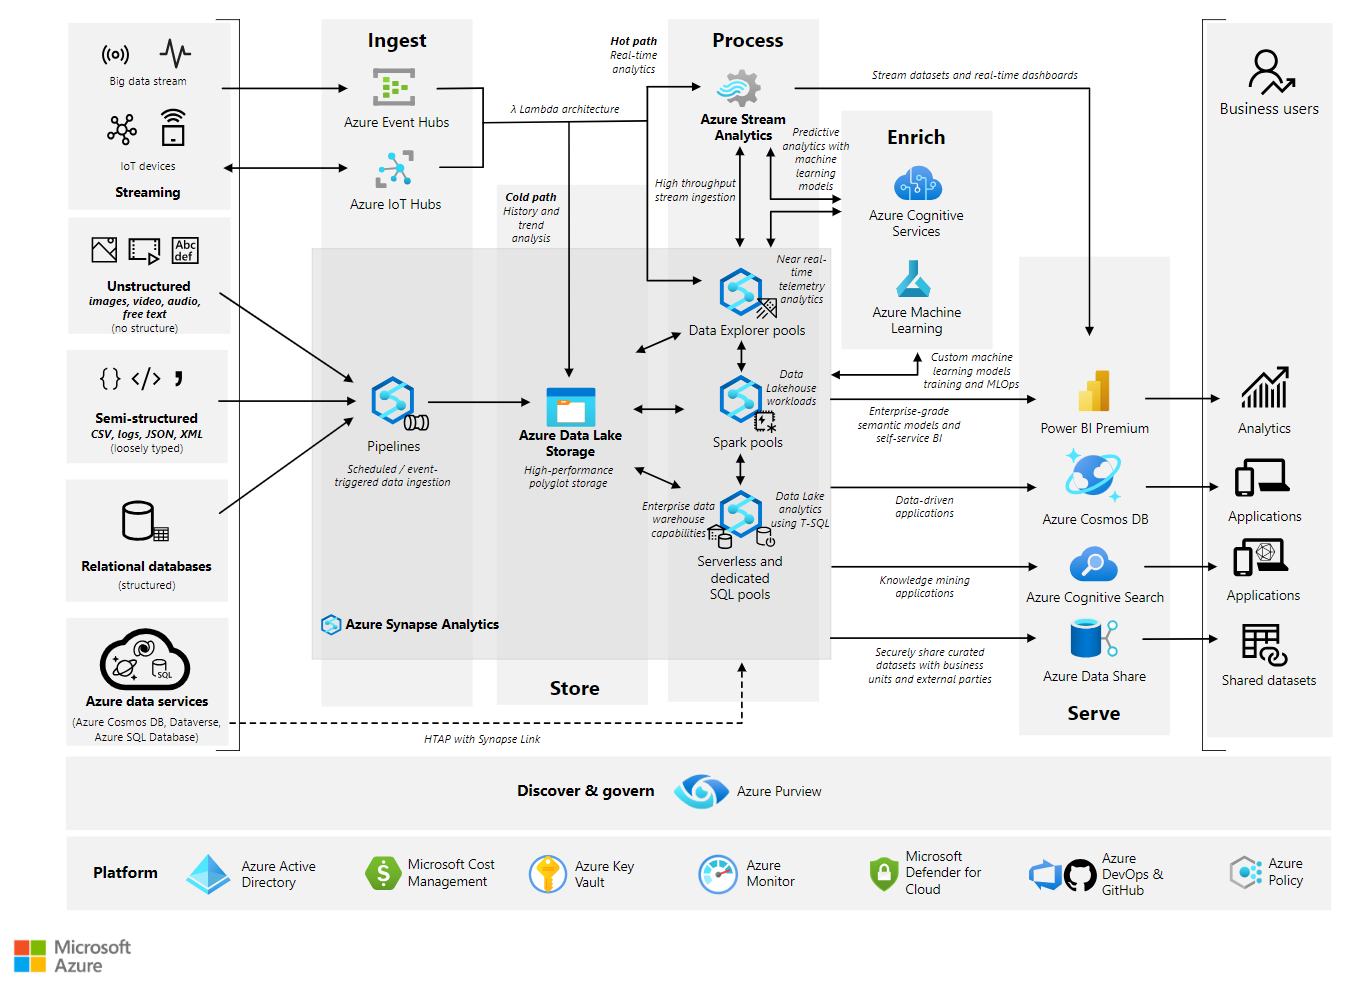 Big data stream
IoT devices
Streaming
Abc
def
Unstructured
images, video, audio,
free text
(no structure)
Semi-structured
CSV, logs, JSON, XML
(loosely typed)
Relational databases
(structured)
SQL
Azure data services
(Azure Cosmos DB, Dataverse,
Azure SQL Database)
Ingest
Azure Event Hubs
Azure IoT Hubs
λ Lambda architecture
Hot path
Real-time
analytics
Cold path
History and
trend
analysis
Pipelines
Scheduled / event-
triggered data ingestion
Azure Synapse Analytics
Azure Data Lake
Storage
High-performance
polyglot storage
Store
HTAP with Synapse Link
Process
Azure Stream
Analytics
High throughput
stream ingestion
Predictive
analytics with
machine
learning
models
Near real-
time
telemetry
analytics
Data Explorer pools
Data
Lakehouse
workloads
Spark pools
Enterprise data
warehouse
capabilities
Data Lake
analytics
using T-SQL
Serverless and
dedicated
SQL pools
Stream datasets and real-time dashboards
Enrich
Azure Cognitive
Services
Azure Machine
Learning
Custom machine
learning models
training and MLOps
Enterprise-grade
semantic models and
self-service BI
Data-driven
applications
Knowledge mining
applications
Securely share curated
datasets with business
units and external parties
Power BI Premium
Azure Cosmos DB
Azure Cognitive Search
Azure Data Share
Serve
Business users
Analytics
Applications
Applications
Shared datasets
Discover & govern
Azure Purview
Platform
Azure Active
Directory
Microsoft Cost
Management
Azure Key
Vault
Azure
Monitor
Microsoft
Defender for
Cloud
Azure
DevOps &
GitHub
Azure
Policy
Microsoft
Azure